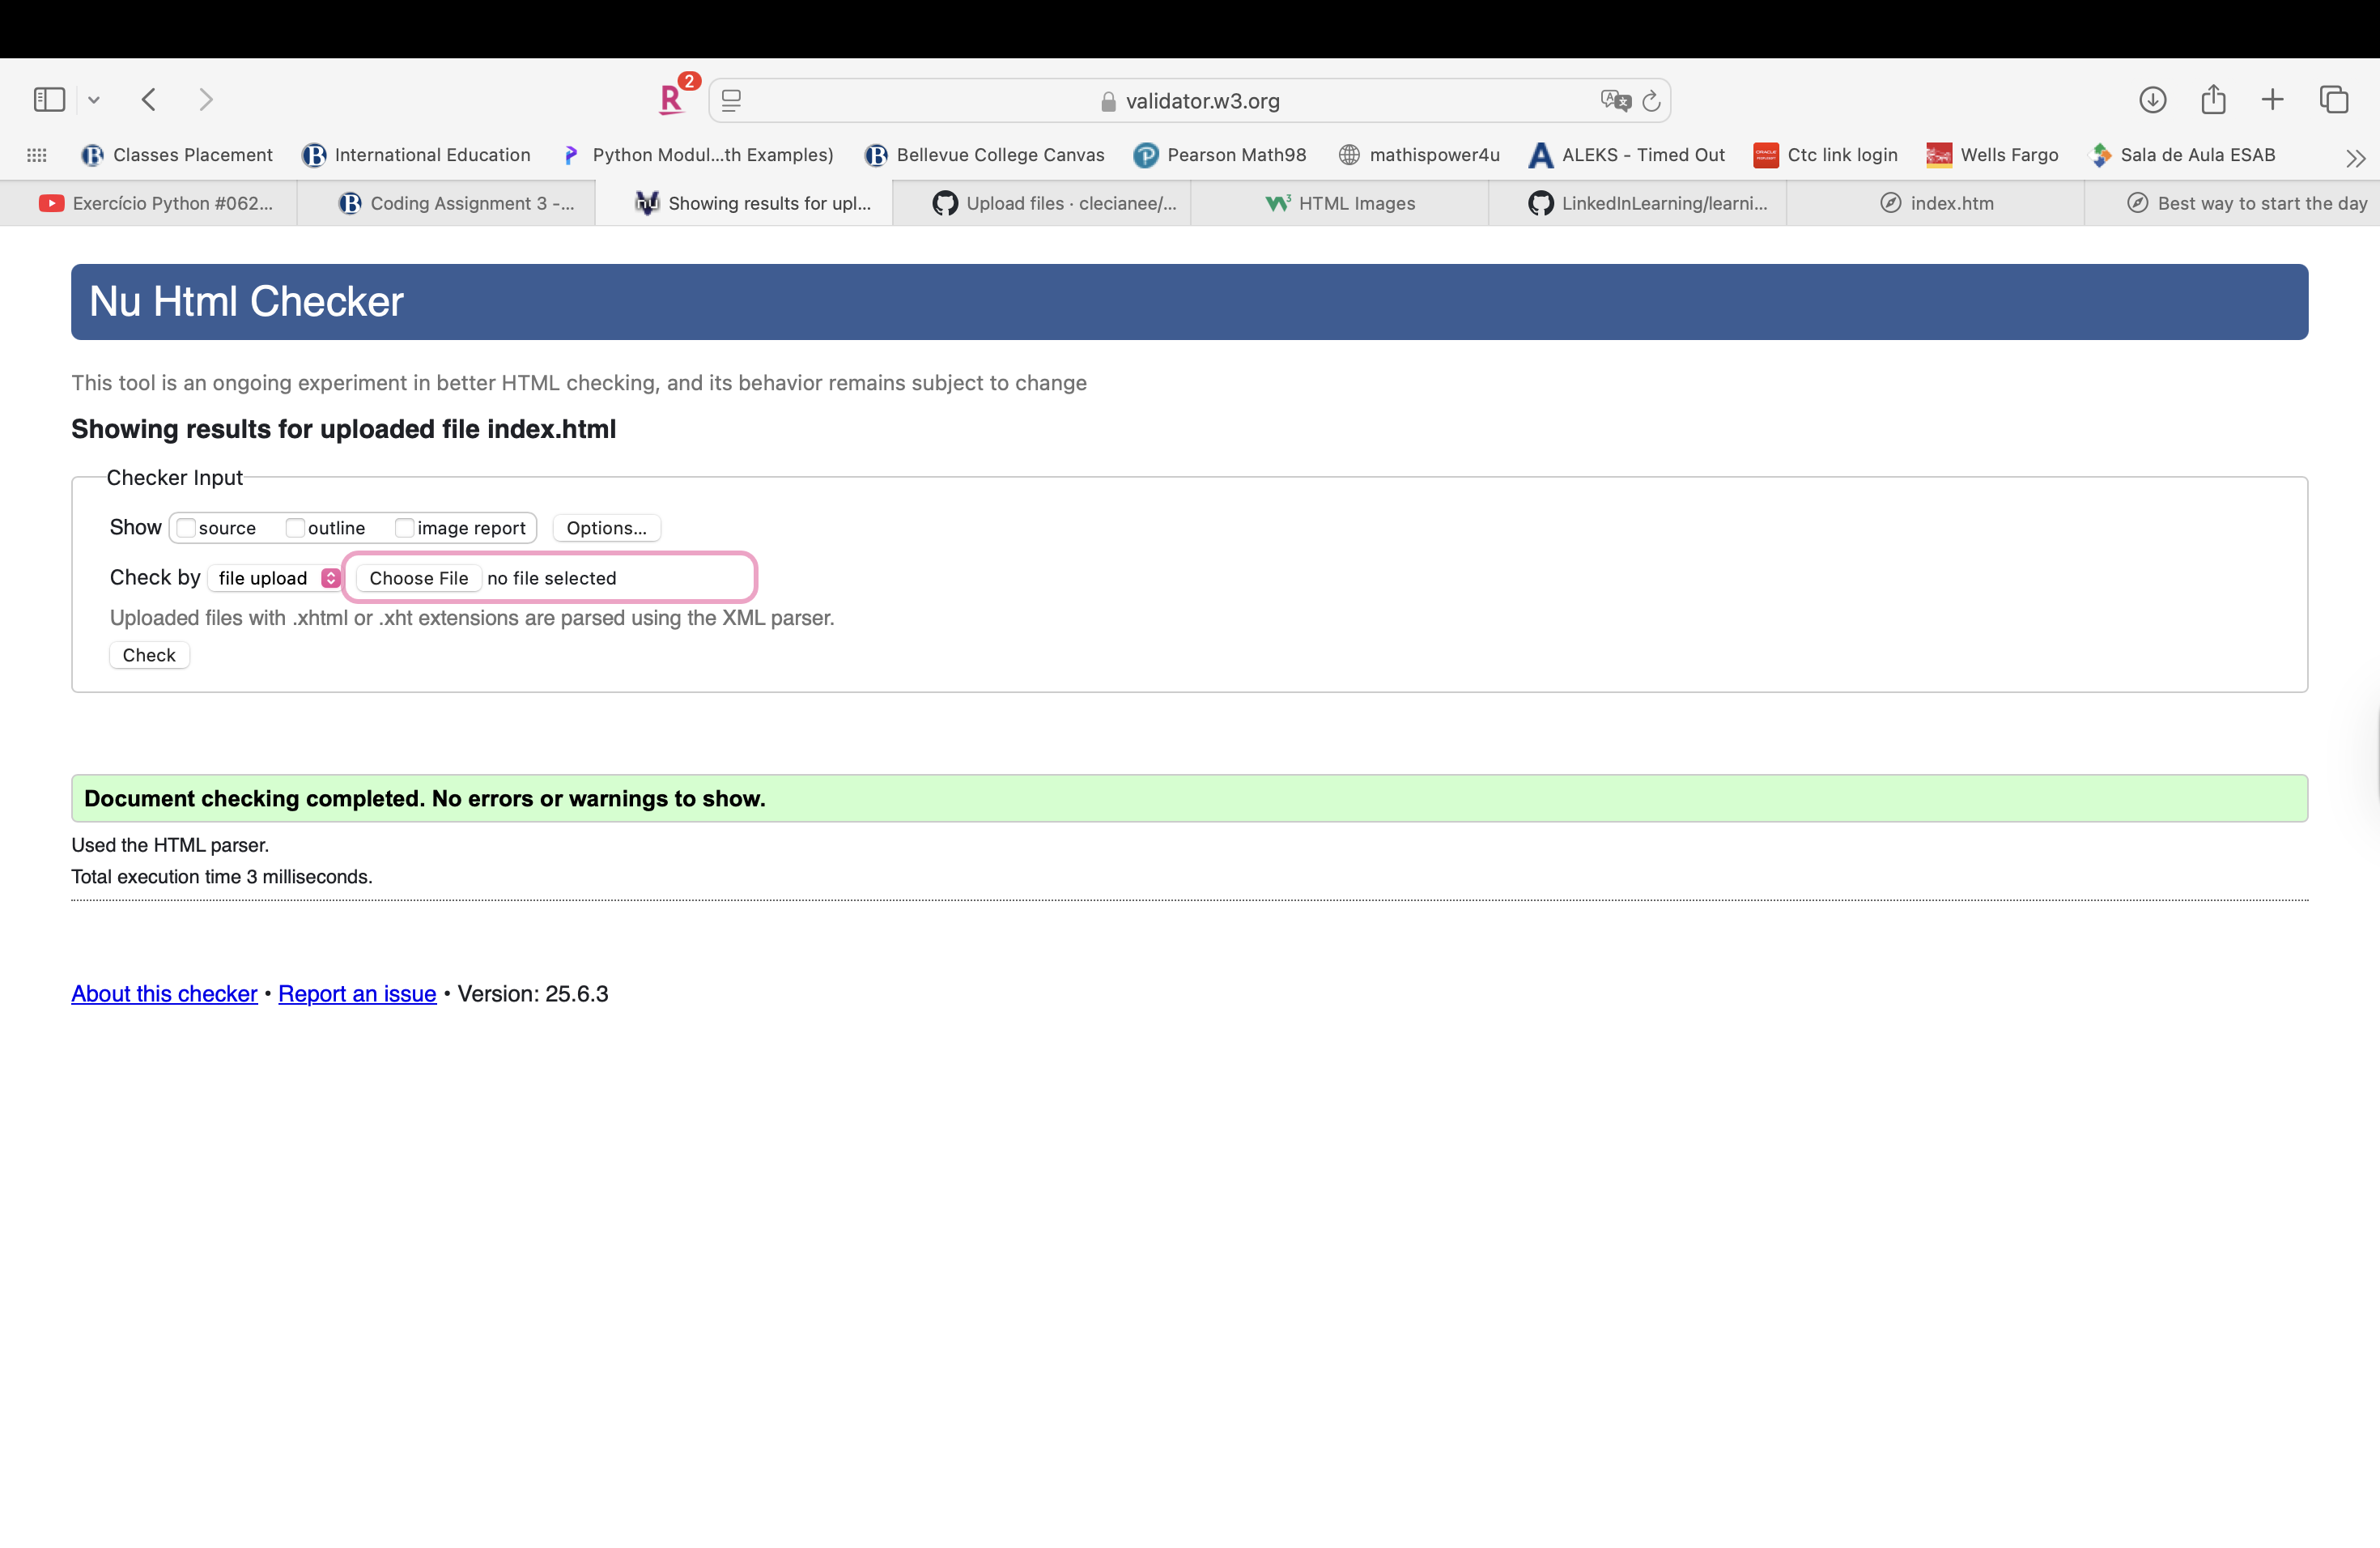 2
validator.w3.org
Classes Placement International Education Python Modul...th Examples) Bellevue College Canvas Pearson Math98 mathispower4u ALEKS - Timed Out Ctc link login Wells Fargo Sala de Aula ESAB
Exercício Python #062... Coding Assignment 3 -... Showing results for upl... Upload files · clecianee/... HTML Images LinkedInLearning/learni... index.htm Best way to start the day
Nu Html Checker
This tool is an ongoing experiment in better HTML checking, and its behavior remains subject to change
Showing results for uploaded file index.html
Checker Input
Show source outline image report Options...
Check by file upload Choose File no file selected
Uploaded files with .xhtml or .xht extensions are parsed using the XML parser.
Check
Document checking completed. No errors or warnings to show.
Used the HTML parser.
Total execution time 3 milliseconds.
About this checker • Report an issue • Version: 25.6.3